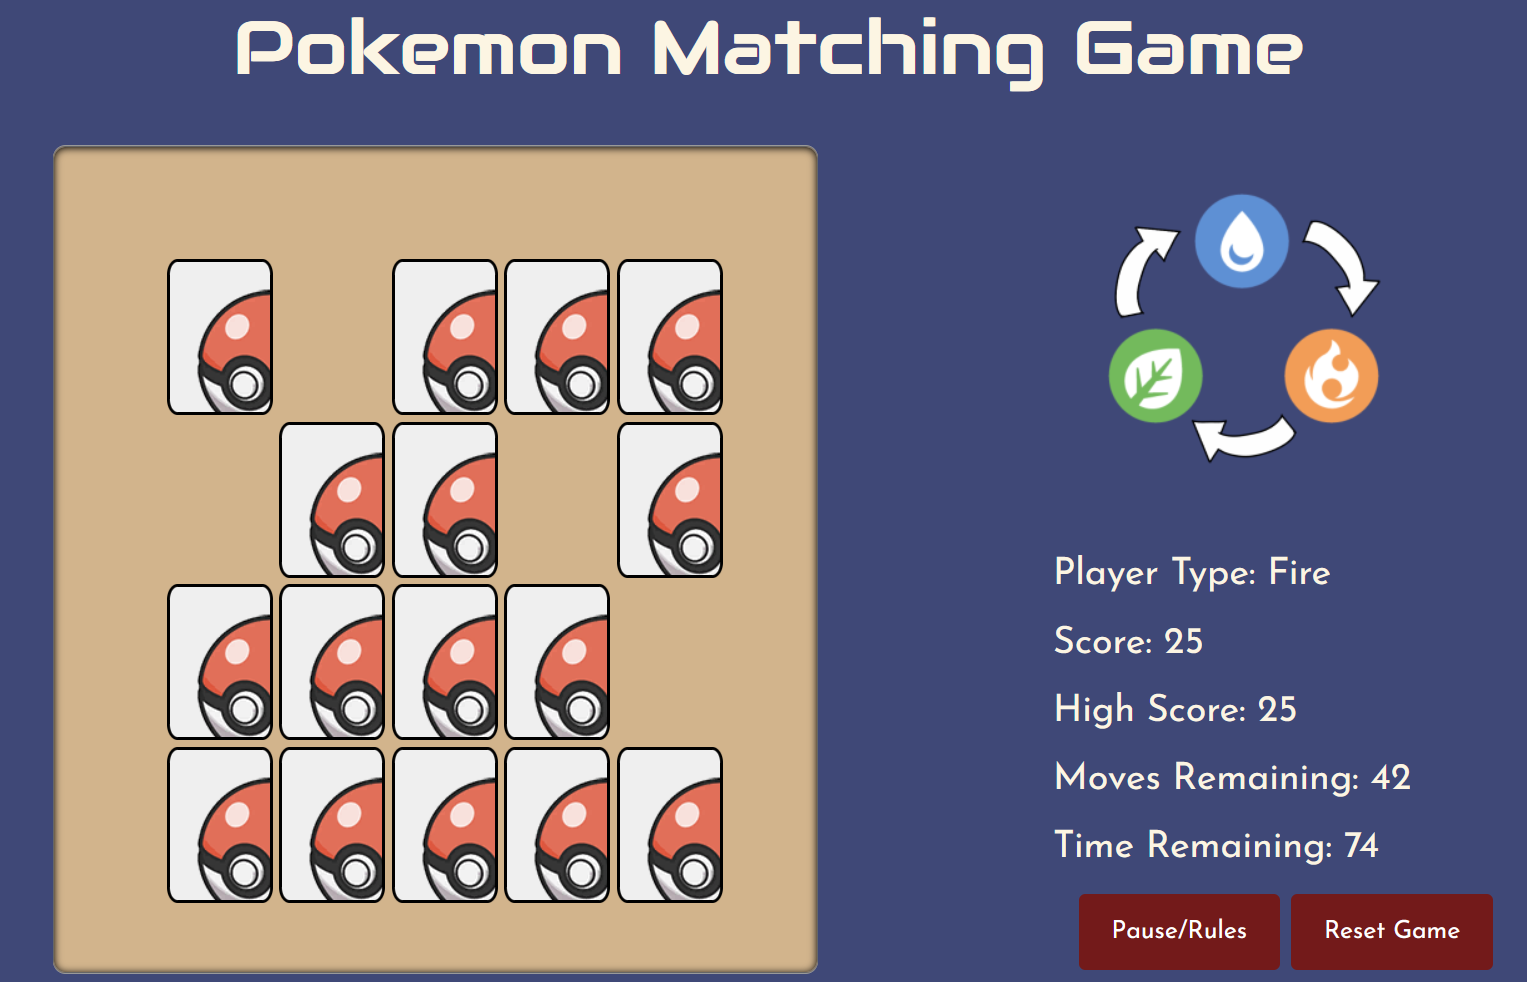 Pokemon Matching Game
Player Type: Fire
Score: 25
High Score: 25
Moves Remaining: 42
Time Remaining: 74
Pause/Rules
Reset Game